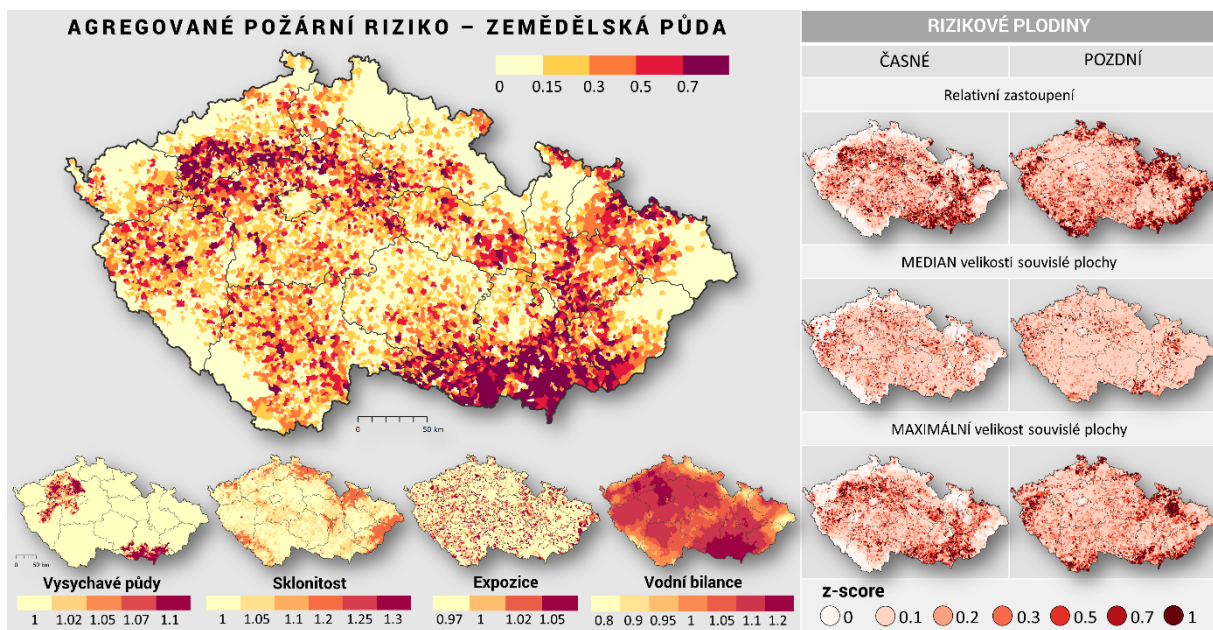 AGREGOVANÉ POŽÁRNÍ RIZIKO – ZEMĚDĚLSKÁ PŮDA
0 0.15 0.3 0.5 0.7
0 50 km
0 50 km
Vysychavé půdy
1 1.02 1.05 1.07 1.1
Sklonitost
1 1.05 1.1 1.2 1.25 1.3
Expozice
0.97 1 1.02 1.05
Vodní bilance
0.8 0.9 0.95 1 1.05 1.1 1.2
RIZIKOVÉ PLODINY
ČASNÉ POZDNÍ
Relativní zastoupení
MEDIAN velikosti souvislé plochy
MAXIMÁLNÍ velikost souvislé plochy
z-score
0 0.1 0.2 0.3 0.5 0.7 1